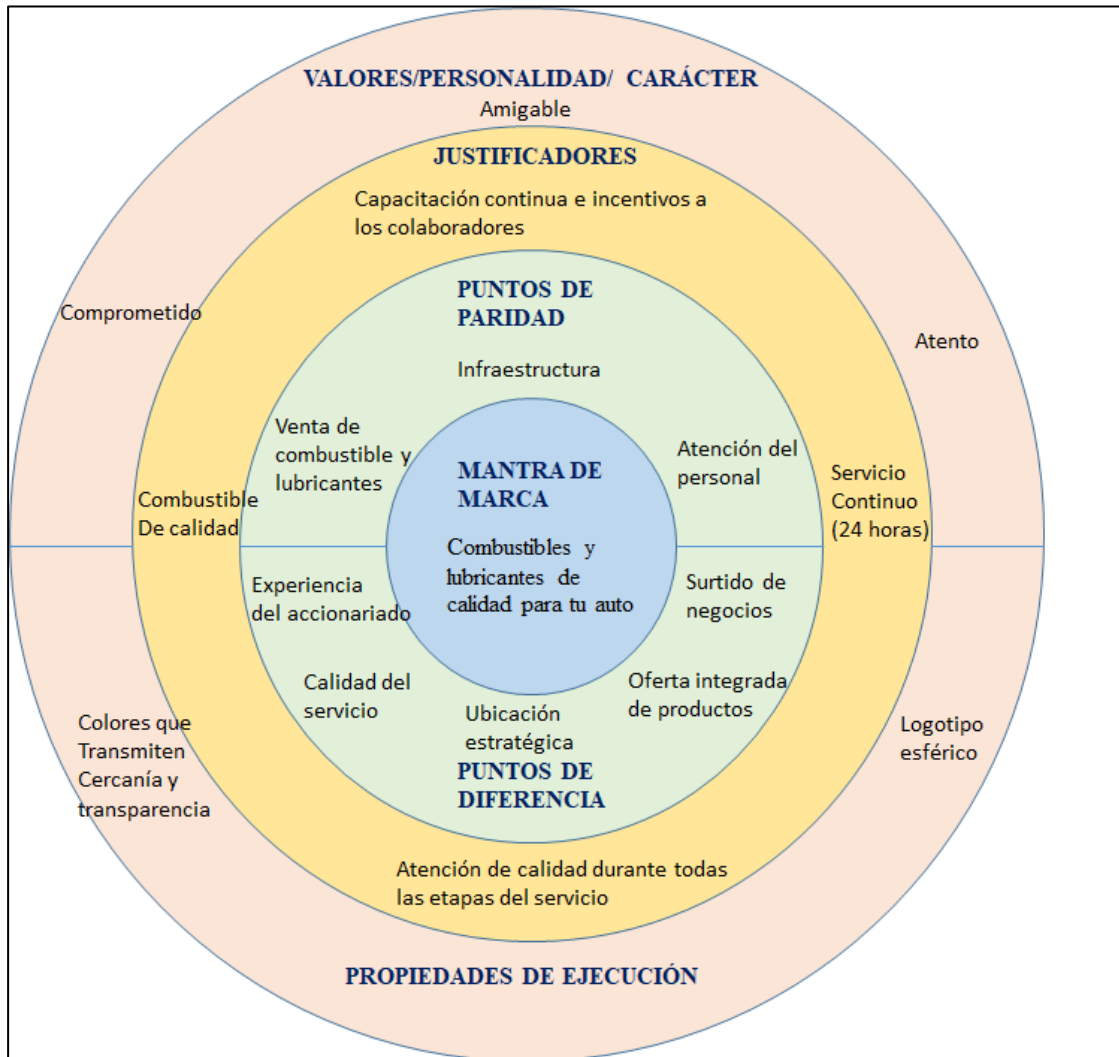 VALORES/PERSONALIDAD/ CARÁCTER
Amigable
JUSTIFICADORES
Capacitación continua e incentivos a
los colaboradores
PUNTOS DE
PARIDAD
Comprometido
Atento
Infraestructura
Venta de
combustible y
lubricantes
Atención del
personal
MANTRA DE
MARCA
Combustibles y
lubricantes de
calidad para tu auto
Combustible
De calidad
Servicio
Continuo
(24 horas)
Experiencia
del accionariado
Surtido de
negocios
Calidad del
servicio
Oferta integrada
de productos
Ubicación
estratégica
PUNTOS DE
DIFERENCIA
Colores que
Transmiten
Cercanía y
transparencia
Logotipo
esférico
Atención de calidad durante todas
las etapas del servicio
PROPIEDADES DE EJECUCIÓN